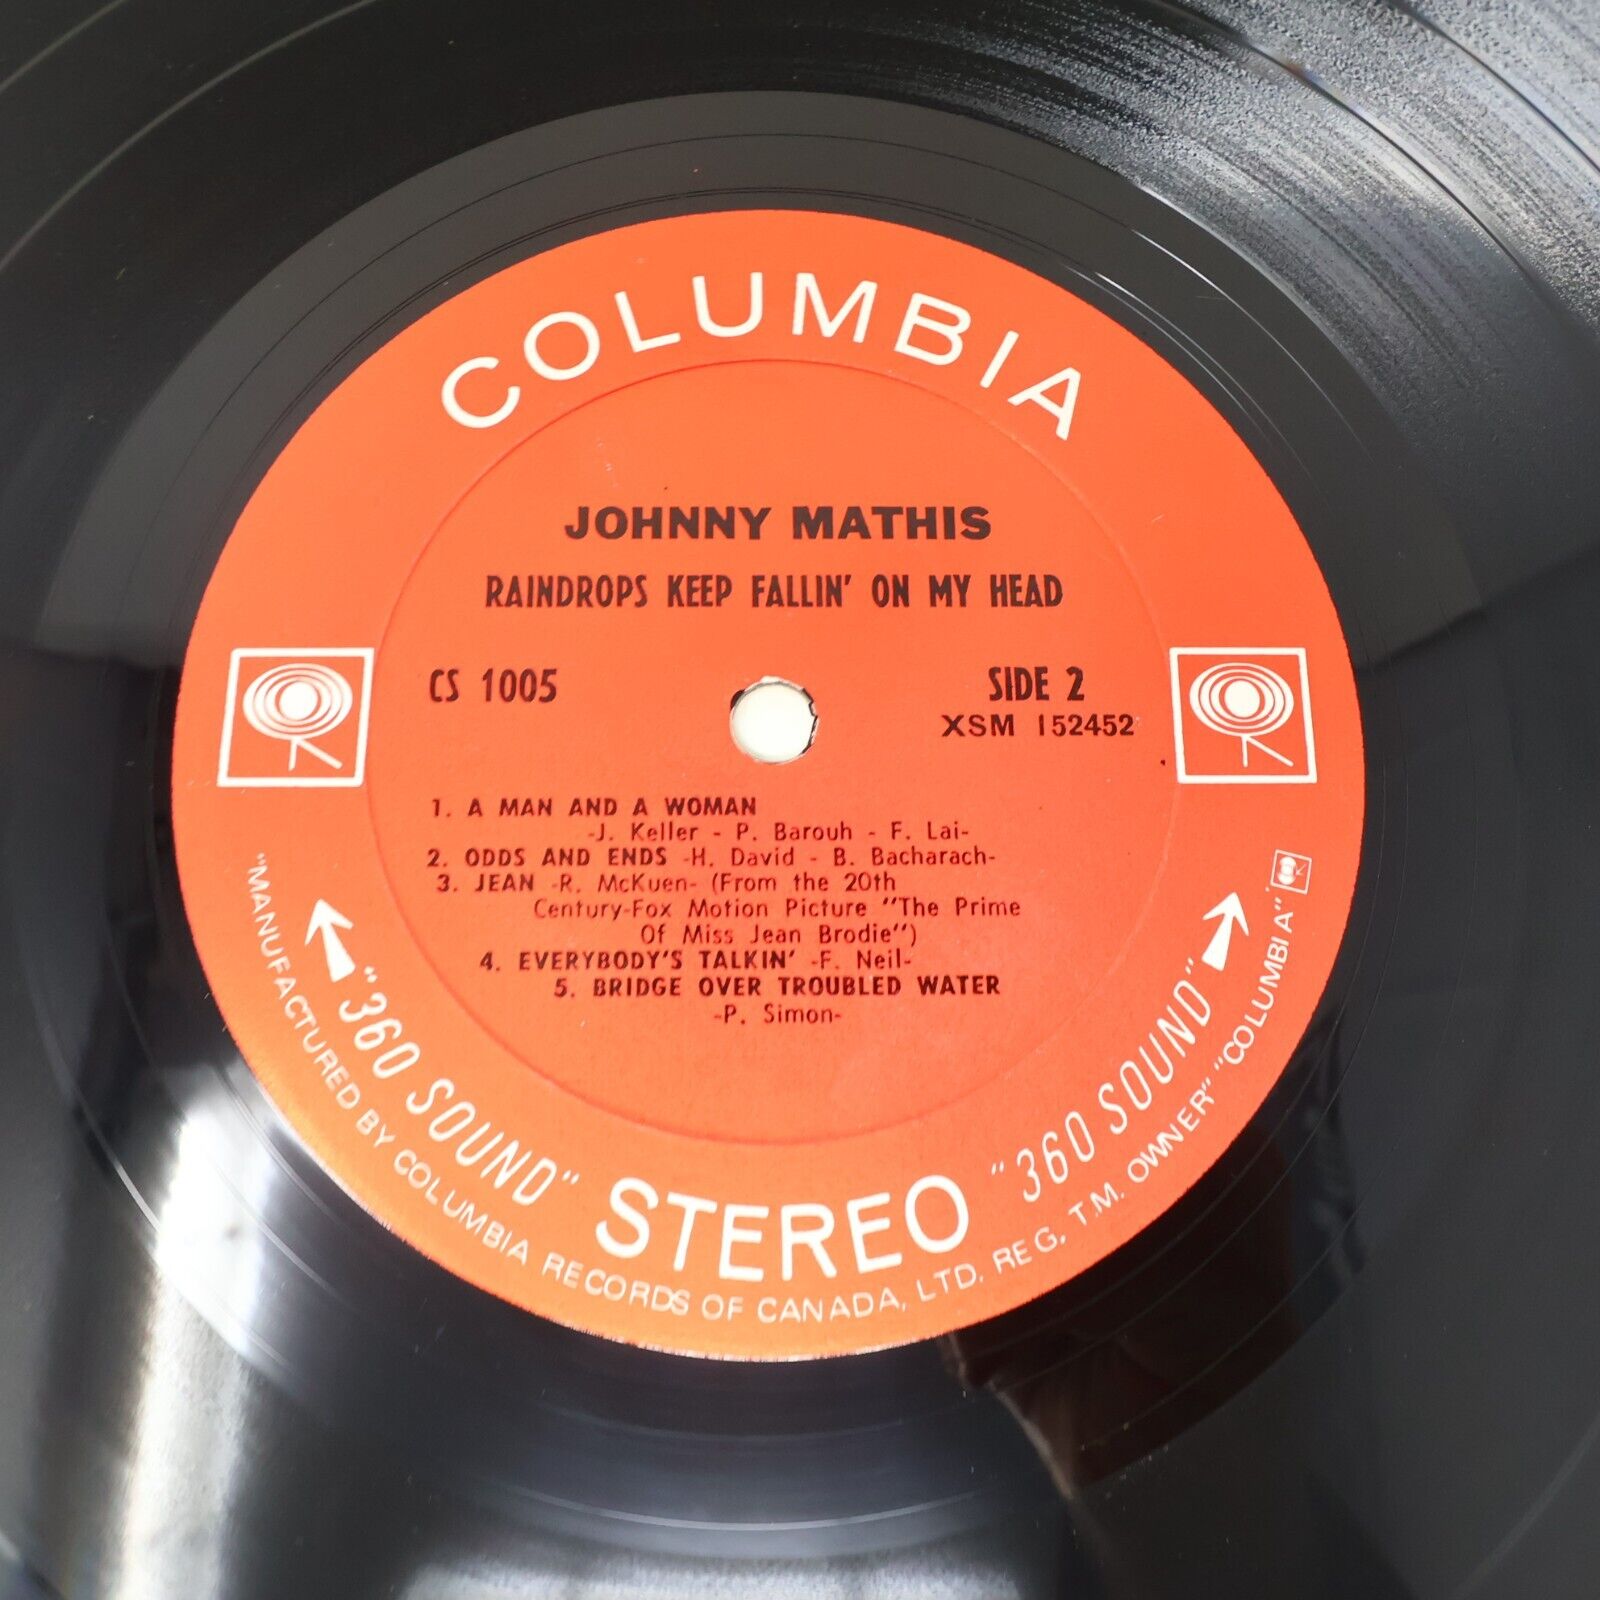 COLUMBIA
JOHNNY MATHIS
RAINDROPS KEEP FALLIN' ON MY HEAD
CS 1005
SIDE 2
XSM 152452
1. A MAN AND A WOMAN
-J. Keller - P. Barouh - F. Lai-
2. ODDS AND ENDS -H. David - B. Bacharach-
3. JEAN -R. McKuen- (From the 20th
Century-Fox Motion Picture "The Prime
Of Miss Jean Brodie")
4. EVERYBODY'S TALKIN' -F. Neil-
5. BRIDGE OVER TROUBLED WATER
-P. Simon-
"360 SOUND" STEREO "360 SOUND"
"MANUFACTURED BY COLUMBIA RECORDS OF CANADA, LTD. REG, T.M. OWNER" "COLUMBIA"